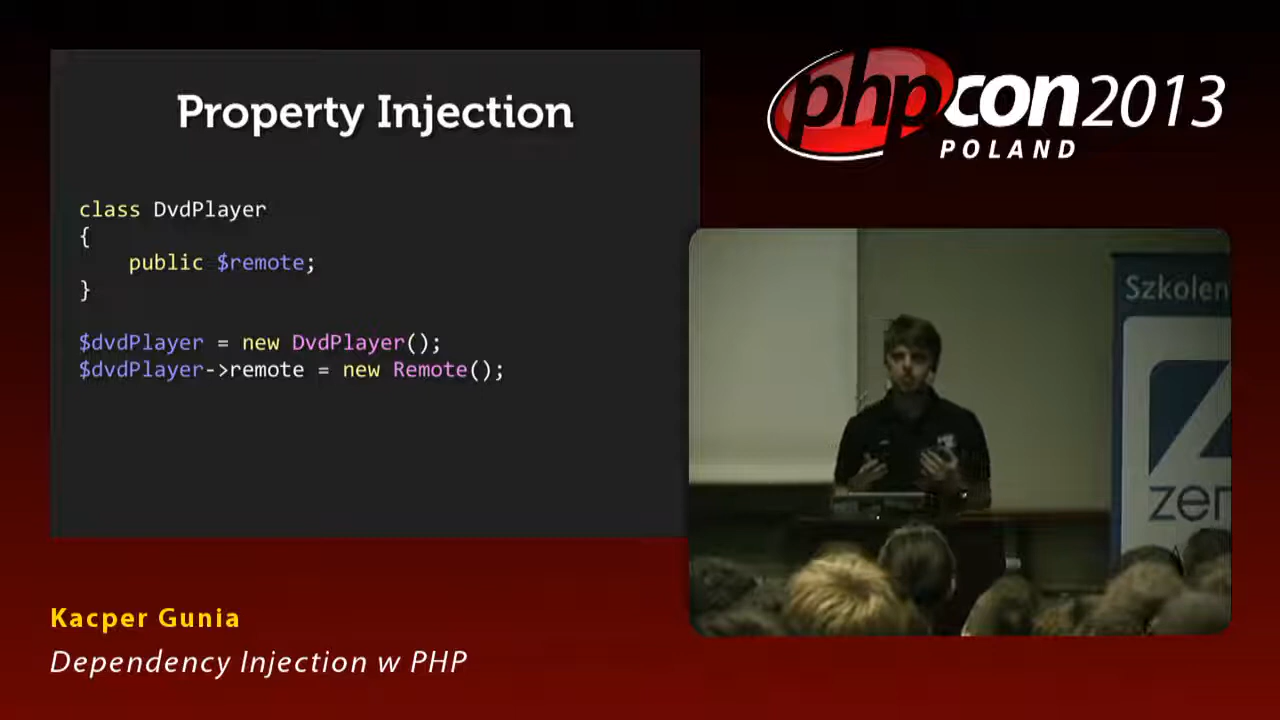 Property Injection
class DvdPlayer
{
    public $remote;
}
$dvdPlayer = new DvdPlayer();
$dvdPlayer->remote = new Remote();
phpcon2013
POLAND
Szkolen
zen
Kacper Gunia
Dependency Injection w PHP